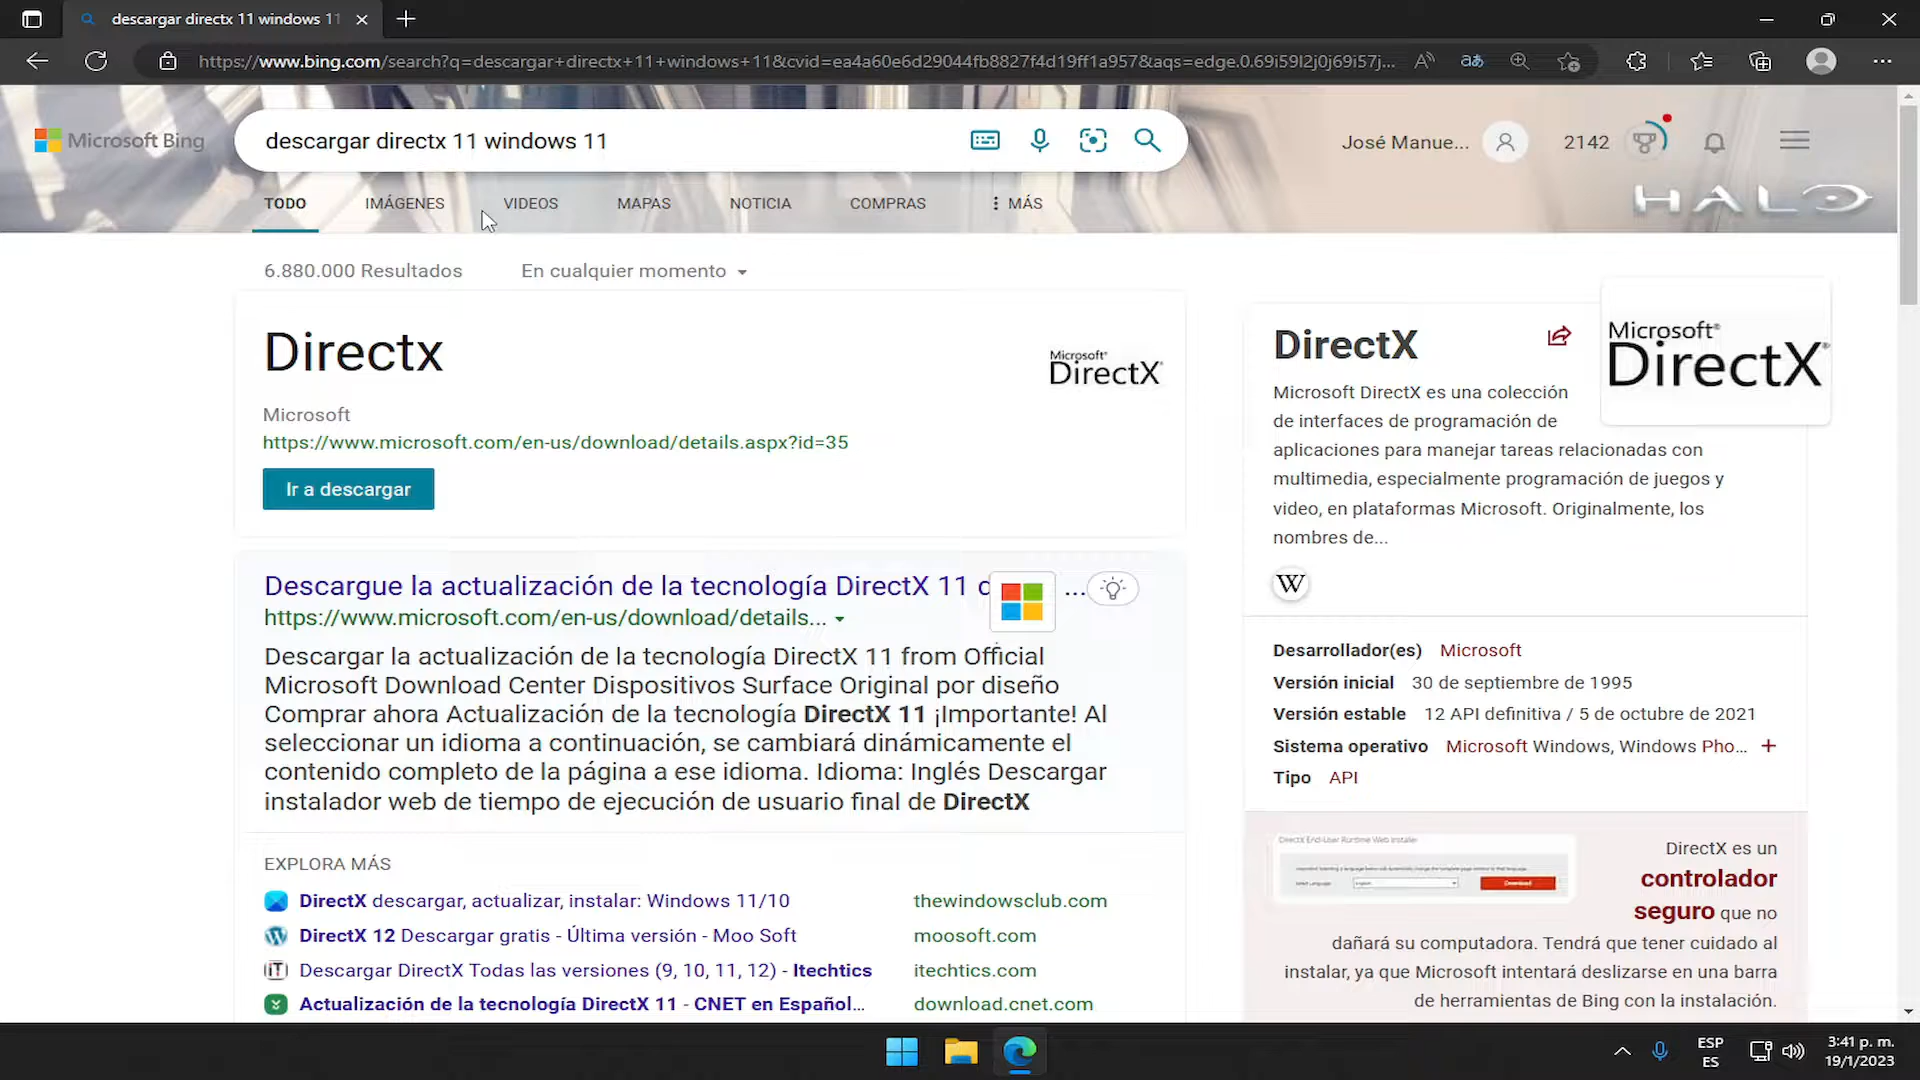 descargar directx 11 windows 11
https://www.bing.com/search?q=descargar+directx+11+windows+11&cvid=ea4a60e6d29044fb8827f4d19ff1a957&aqs=edge.0.69i59l2j0j69i57j...
Microsoft Bing
descargar directx 11 windows 11
José Manue...
2142
TODO
IMÁGENES
VIDEOS
MAPAS
NOTICIA
COMPRAS
MÁS
HALO
6.880.000 Resultados
En cualquier momento
Directx
Microsoft® DirectX®
Microsoft
https://www.microsoft.com/en-us/download/details.aspx?id=35
Ir a descargar
Descargue la actualización de la tecnología DirectX 11 d ...
https://www.microsoft.com/en-us/download/details...
Descargar la actualización de la tecnología DirectX 11 from Official
Microsoft Download Center Dispositivos Surface Original por diseño
Comprar ahora Actualización de la tecnología DirectX 11 ¡Importante! Al
seleccionar un idioma a continuación, se cambiará dinámicamente el
contenido completo de la página a ese idioma. Idioma: Inglés Descargar
instalador web de tiempo de ejecución de usuario final de DirectX
EXPLORA MÁS
DirectX descargar, actualizar, instalar: Windows 11/10
thewindowsclub.com
DirectX 12 Descargar gratis - Última versión - Moo Soft
moosoft.com
Descargar DirectX Todas las versiones (9, 10, 11, 12) - Itechtics
itechtics.com
Actualización de la tecnología DirectX 11 - CNET en Español...
download.cnet.com
DirectX
Microsoft®
DirectX®
Microsoft DirectX es una colección
de interfaces de programación de
aplicaciones para manejar tareas relacionadas con
multimedia, especialmente programación de juegos y
video, en plataformas Microsoft. Originalmente, los
nombres de...
W
Desarrollador(es) Microsoft
Versión inicial 30 de septiembre de 1995
Versión estable 12 API definitiva / 5 de octubre de 2021
Sistema operativo Microsoft Windows, Windows Pho... +
Tipo API
DirectX End-User Runtime Web Installer
Download
DirectX es un
controlador
seguro que no
dañará su computadora. Tendrá que tener cuidado al
instalar, ya que Microsoft intentará deslizarse en una barra
de herramientas de Bing con la instalación.
ESP
ES
3:41 p. m.
19/1/2023